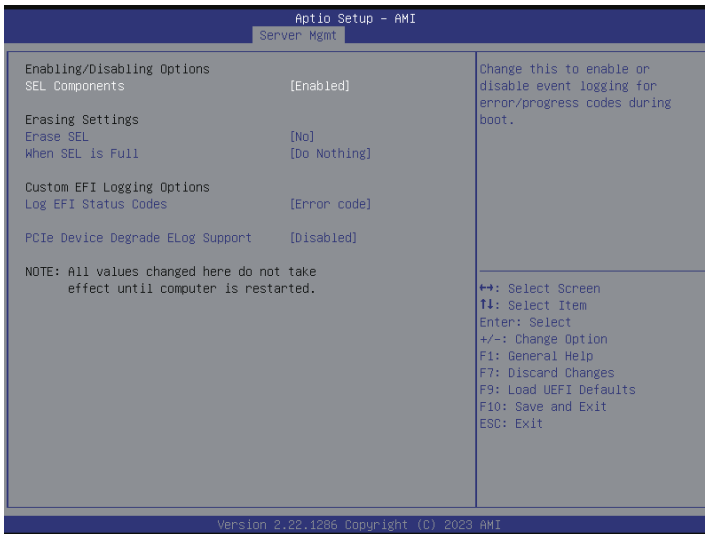 Aptio Setup – AMI
Server Mgmt
Enabling/Disabling Options
SEL Components [Enabled]
Erasing Settings
Erase SEL [No]
When SEL is Full [Do Nothing]
Custom EFI Logging Options
Log EFI Status Codes [Error code]
PCIe Device Degrade ELog Support [Disabled]
NOTE: All values changed here do not take
effect until computer is restarted.
Change this to enable or
disable event logging for
error/progress codes during
boot.
↔: Select Screen
↑↓: Select Item
Enter: Select
+/-: Change Option
F1: General Help
F7: Discard Changes
F9: Load UEFI Defaults
F10: Save and Exit
ESC: Exit
Version 2.22.1286 Copyright (C) 2023 AMI